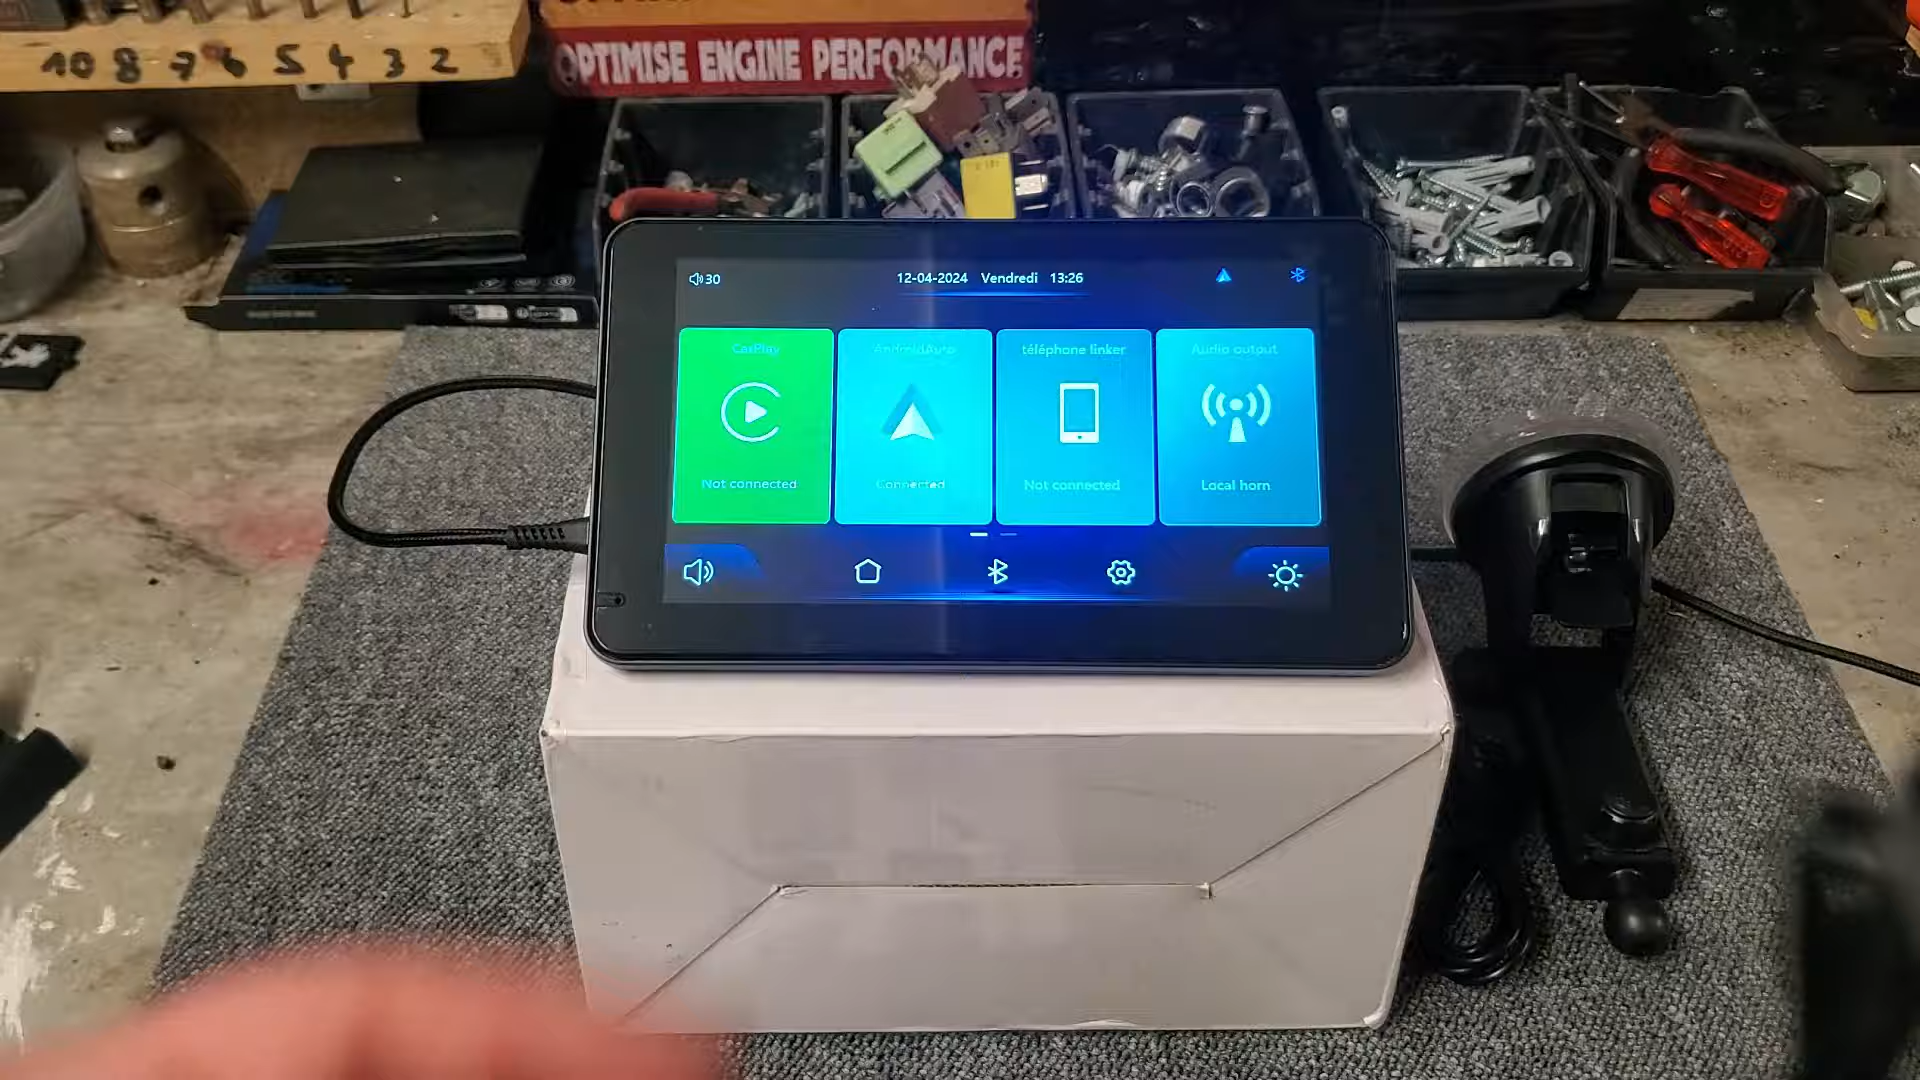 10 8 7 6 5 4 3 2
OPTIMISE ENGINE PERFORMANCE
30
12-04-2024 Vendredi 13:26
CarPlay
AndroidAuto
téléphone linker
Audio output
Not connected
Connected
Not connected
Local horn